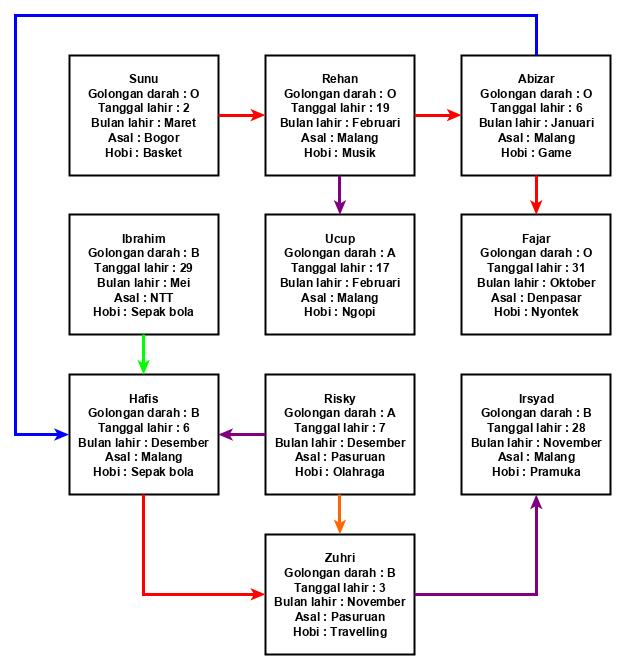 Sunu
Golongan darah : O
Tanggal lahir : 2
Bulan lahir : Maret
Asal : Bogor
Hobi : Basket
Rehan
Golongan darah : O
Tanggal lahir : 19
Bulan lahir : Februari
Asal : Malang
Hobi : Musik
Abizar
Golongan darah : O
Tanggal lahir : 6
Bulan lahir : Januari
Asal : Malang
Hobi : Game
Ibrahim
Golongan darah : B
Tanggal lahir : 29
Bulan lahir : Mei
Asal : NTT
Hobi : Sepak bola
Ucup
Golongan darah : A
Tanggal lahir : 17
Bulan lahir : Februari
Asal : Malang
Hobi : Ngopi
Fajar
Golongan darah : O
Tanggal lahir : 31
Bulan lahir : Oktober
Asal : Denpasar
Hobi : Nyontek
Hafis
Golongan darah : B
Tanggal lahir : 6
Bulan lahir : Desember
Asal : Malang
Hobi : Sepak bola
Risky
Golongan darah : A
Tanggal lahir : 7
Bulan lahir : Desember
Asal : Pasuruan
Hobi : Olahraga
Irsyad
Golongan darah : B
Tanggal lahir : 28
Bulan lahir : November
Asal : Malang
Hobi : Pramuka
Zuhri
Golongan darah : B
Tanggal lahir : 3
Bulan lahir : November
Asal : Pasuruan
Hobi : Travelling